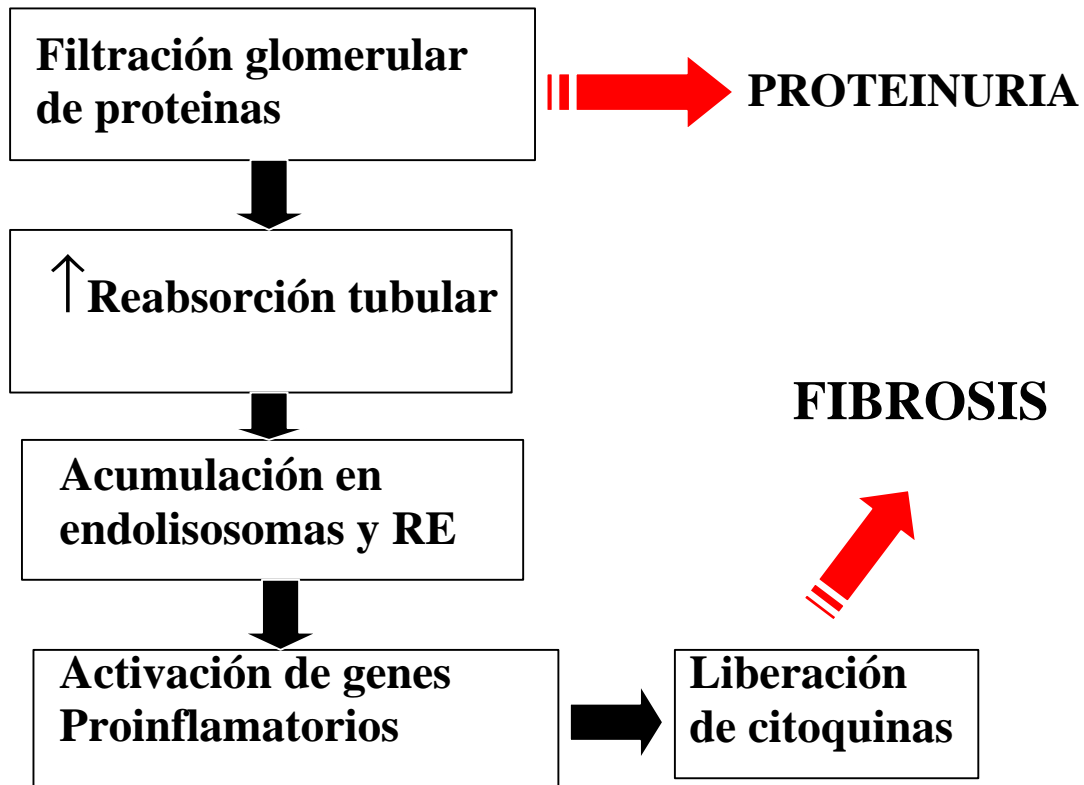 Filtración glomerular
de proteinas
PROTEINURIA
↑Reabsorción tubular
Acumulación en
endolisosomas y RE
Activación de genes
Proinflamatorios
Liberación
de citoquinas
FIBROSIS